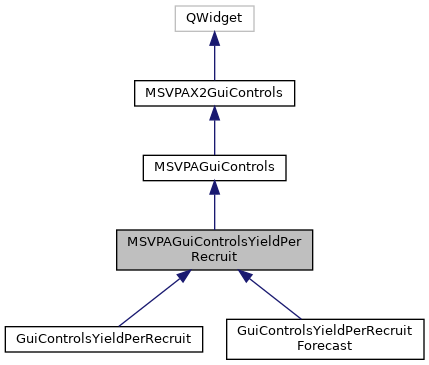 QWidget
MSVPAX2GuiControls
MSVPAGuiControls
MSVPAGuiControlsYieldPer
Recruit
GuiControlsYieldPerRecruit
GuiControlsYieldPerRecruit
Forecast